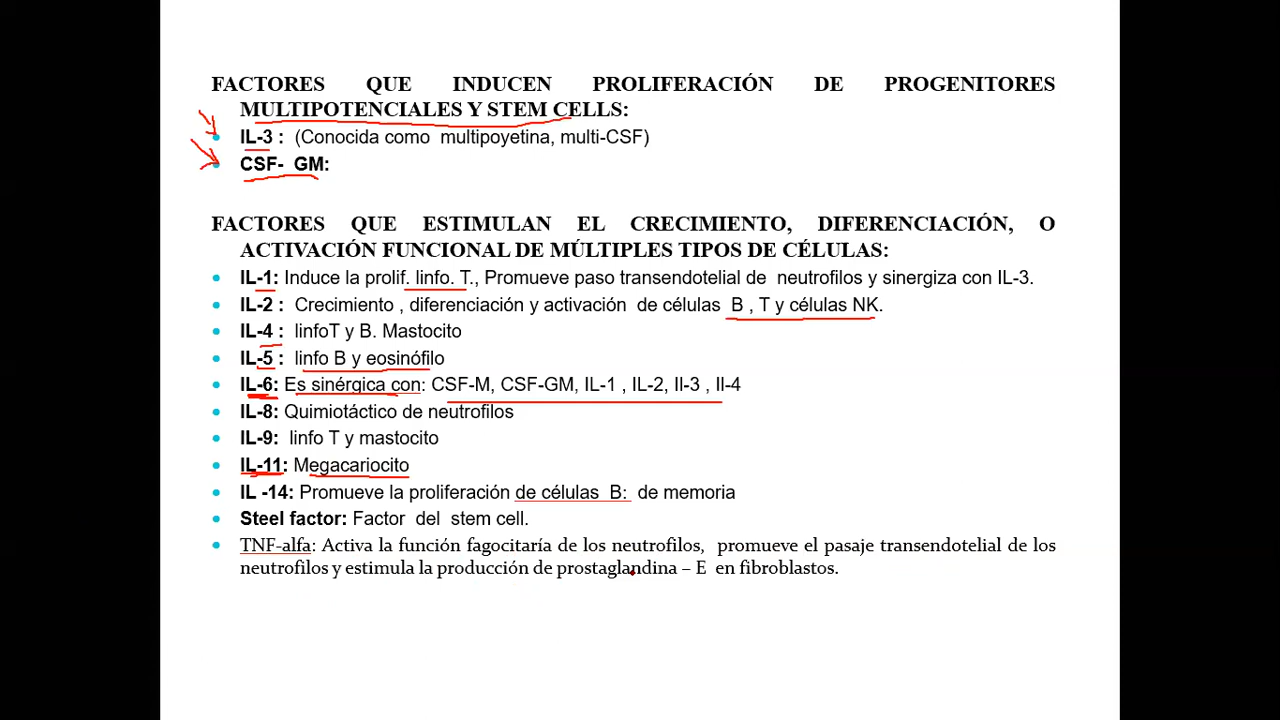 FACTORES QUE INDUCEN PROLIFERACIÓN DE PROGENITORES
MULTIPOTENCIALES Y STEM CELLS:
• IL-3 : (Conocida como multipoyetina, multi-CSF)
• CSF- GM:
FACTORES QUE ESTIMULAN EL CRECIMIENTO, DIFERENCIACIÓN, O
ACTIVACIÓN FUNCIONAL DE MÚLTIPLES TIPOS DE CÉLULAS:
• IL-1: Induce la prolif. linfo. T., Promueve paso transendotelial de neutrofilos y sinergiza con IL-3.
• IL-2 : Crecimiento , diferenciación y activación de células B , T y células NK.
• IL-4 : linfoT y B. Mastocito
• IL-5 : linfo B y eosinófilo
• IL-6: Es sinérgica con: CSF-M, CSF-GM, IL-1 , IL-2, Il-3 , Il-4
• IL-8: Quimiotáctico de neutrofilos
• IL-9: linfo T y mastocito
• IL-11: Megacariocito
• IL -14: Promueve la proliferación de células B: de memoria
• Steel factor: Factor del stem cell.
• TNF-alfa: Activa la función fagocitaría de los neutrofilos, promueve el pasaje transendotelial de los
neutrofilos y estimula la producción de prostaglandina – E en fibroblastos.